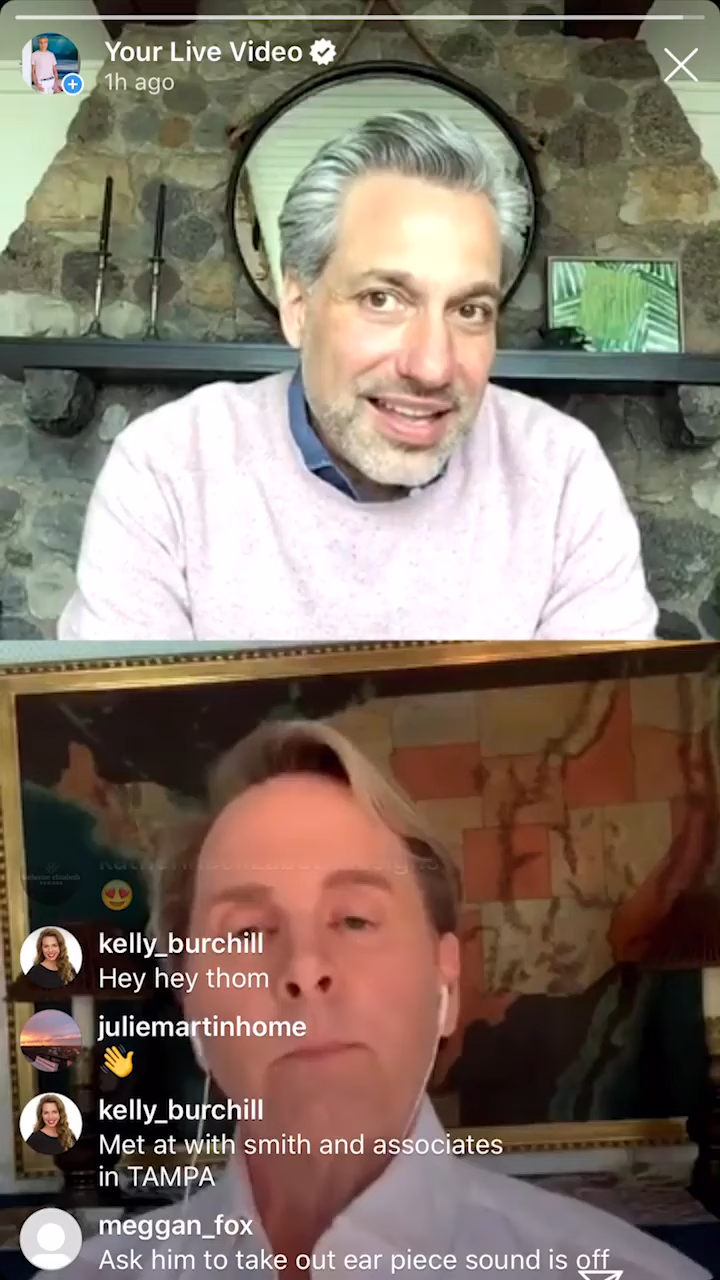 Your Live Video
1h ago
kelly_burchill
Hey hey thom
juliemartinhome
👋
kelly_burchill
Met at with smith and associates
in TAMPA
meggan_fox
Ask him to take out ear piece sound is off